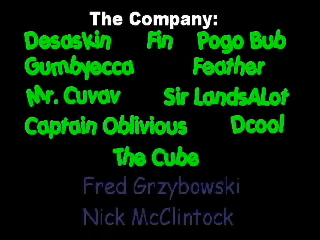 The Company:
Desaskin Fin Pogo Bub
Gumbyecca Feather
Mr. Cuvav Sir LandsALot
Captain Oblivious Dcool
The Cube
Fred Grzybowski
Nick McClintock